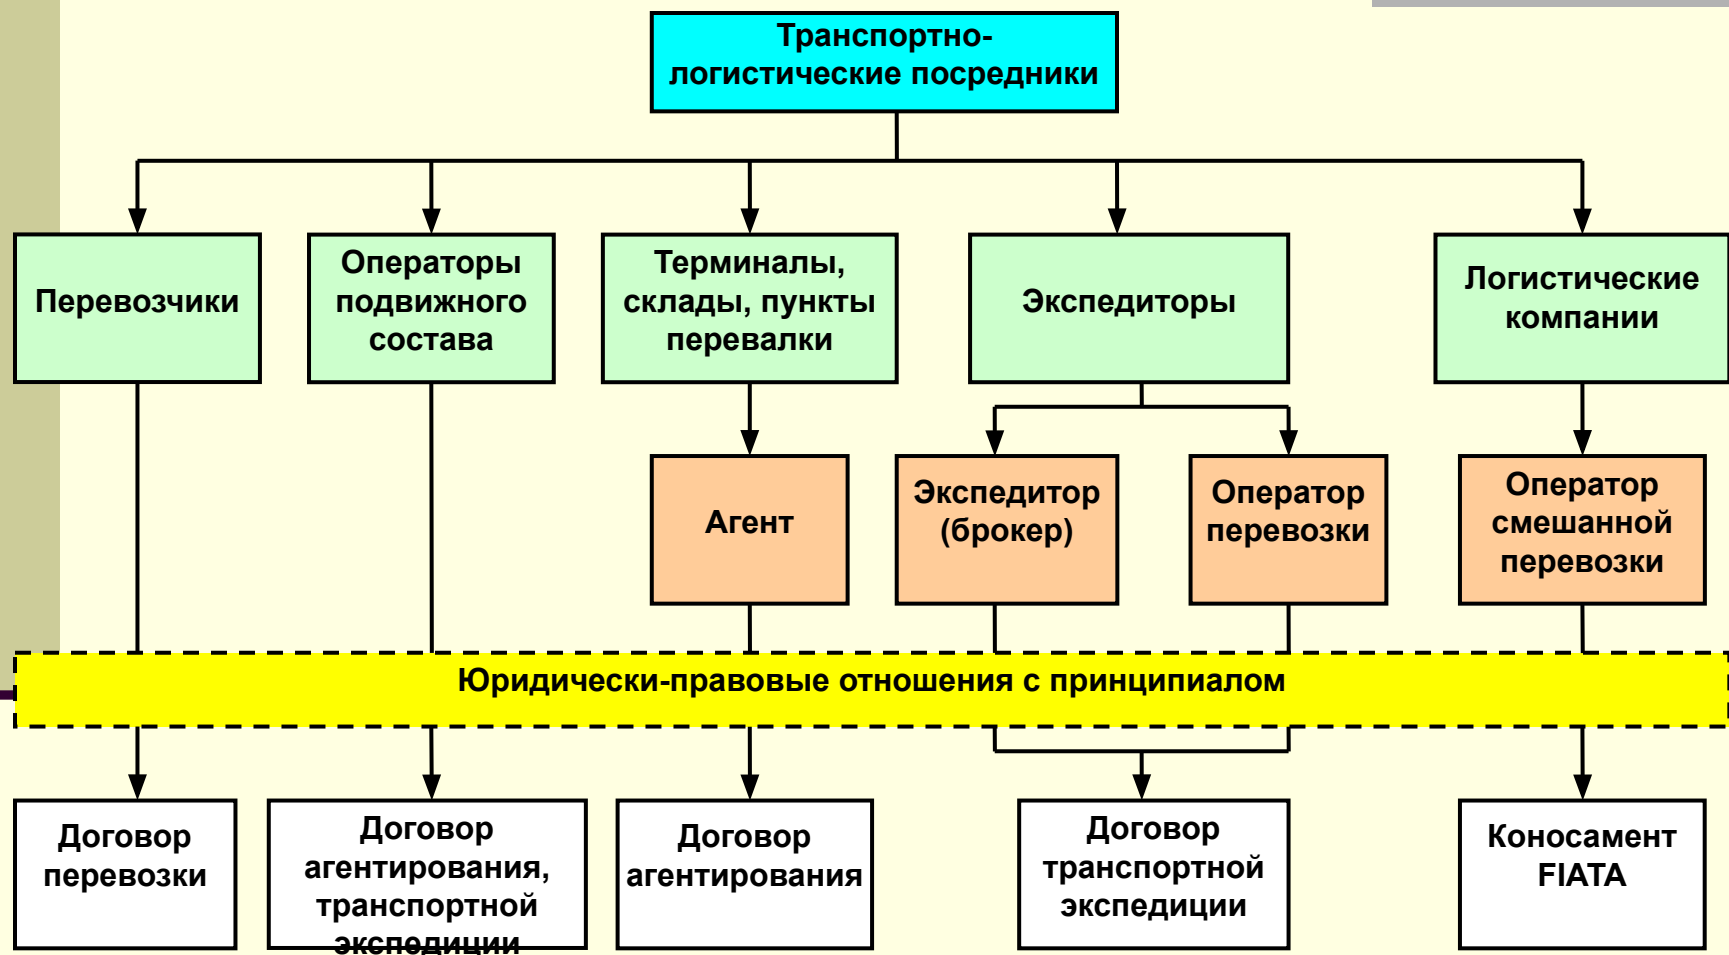 Транспортно-
логистические посредники
Перевозчики
Операторы
подвижного
состава
Терминалы,
склады, пункты
перевалки
Экспедиторы
Логистические
компании
Агент
Экспедитор
(брокер)
Оператор
перевозки
Оператор
смешанной
перевозки
Юридически-правовые отношения с принципиалом
Договор
перевозки
Договор
агентирования,
транспортной
экспедиции
Договор
агентирования
Договор
транспортной
экспедиции
Коносамент
FIATA